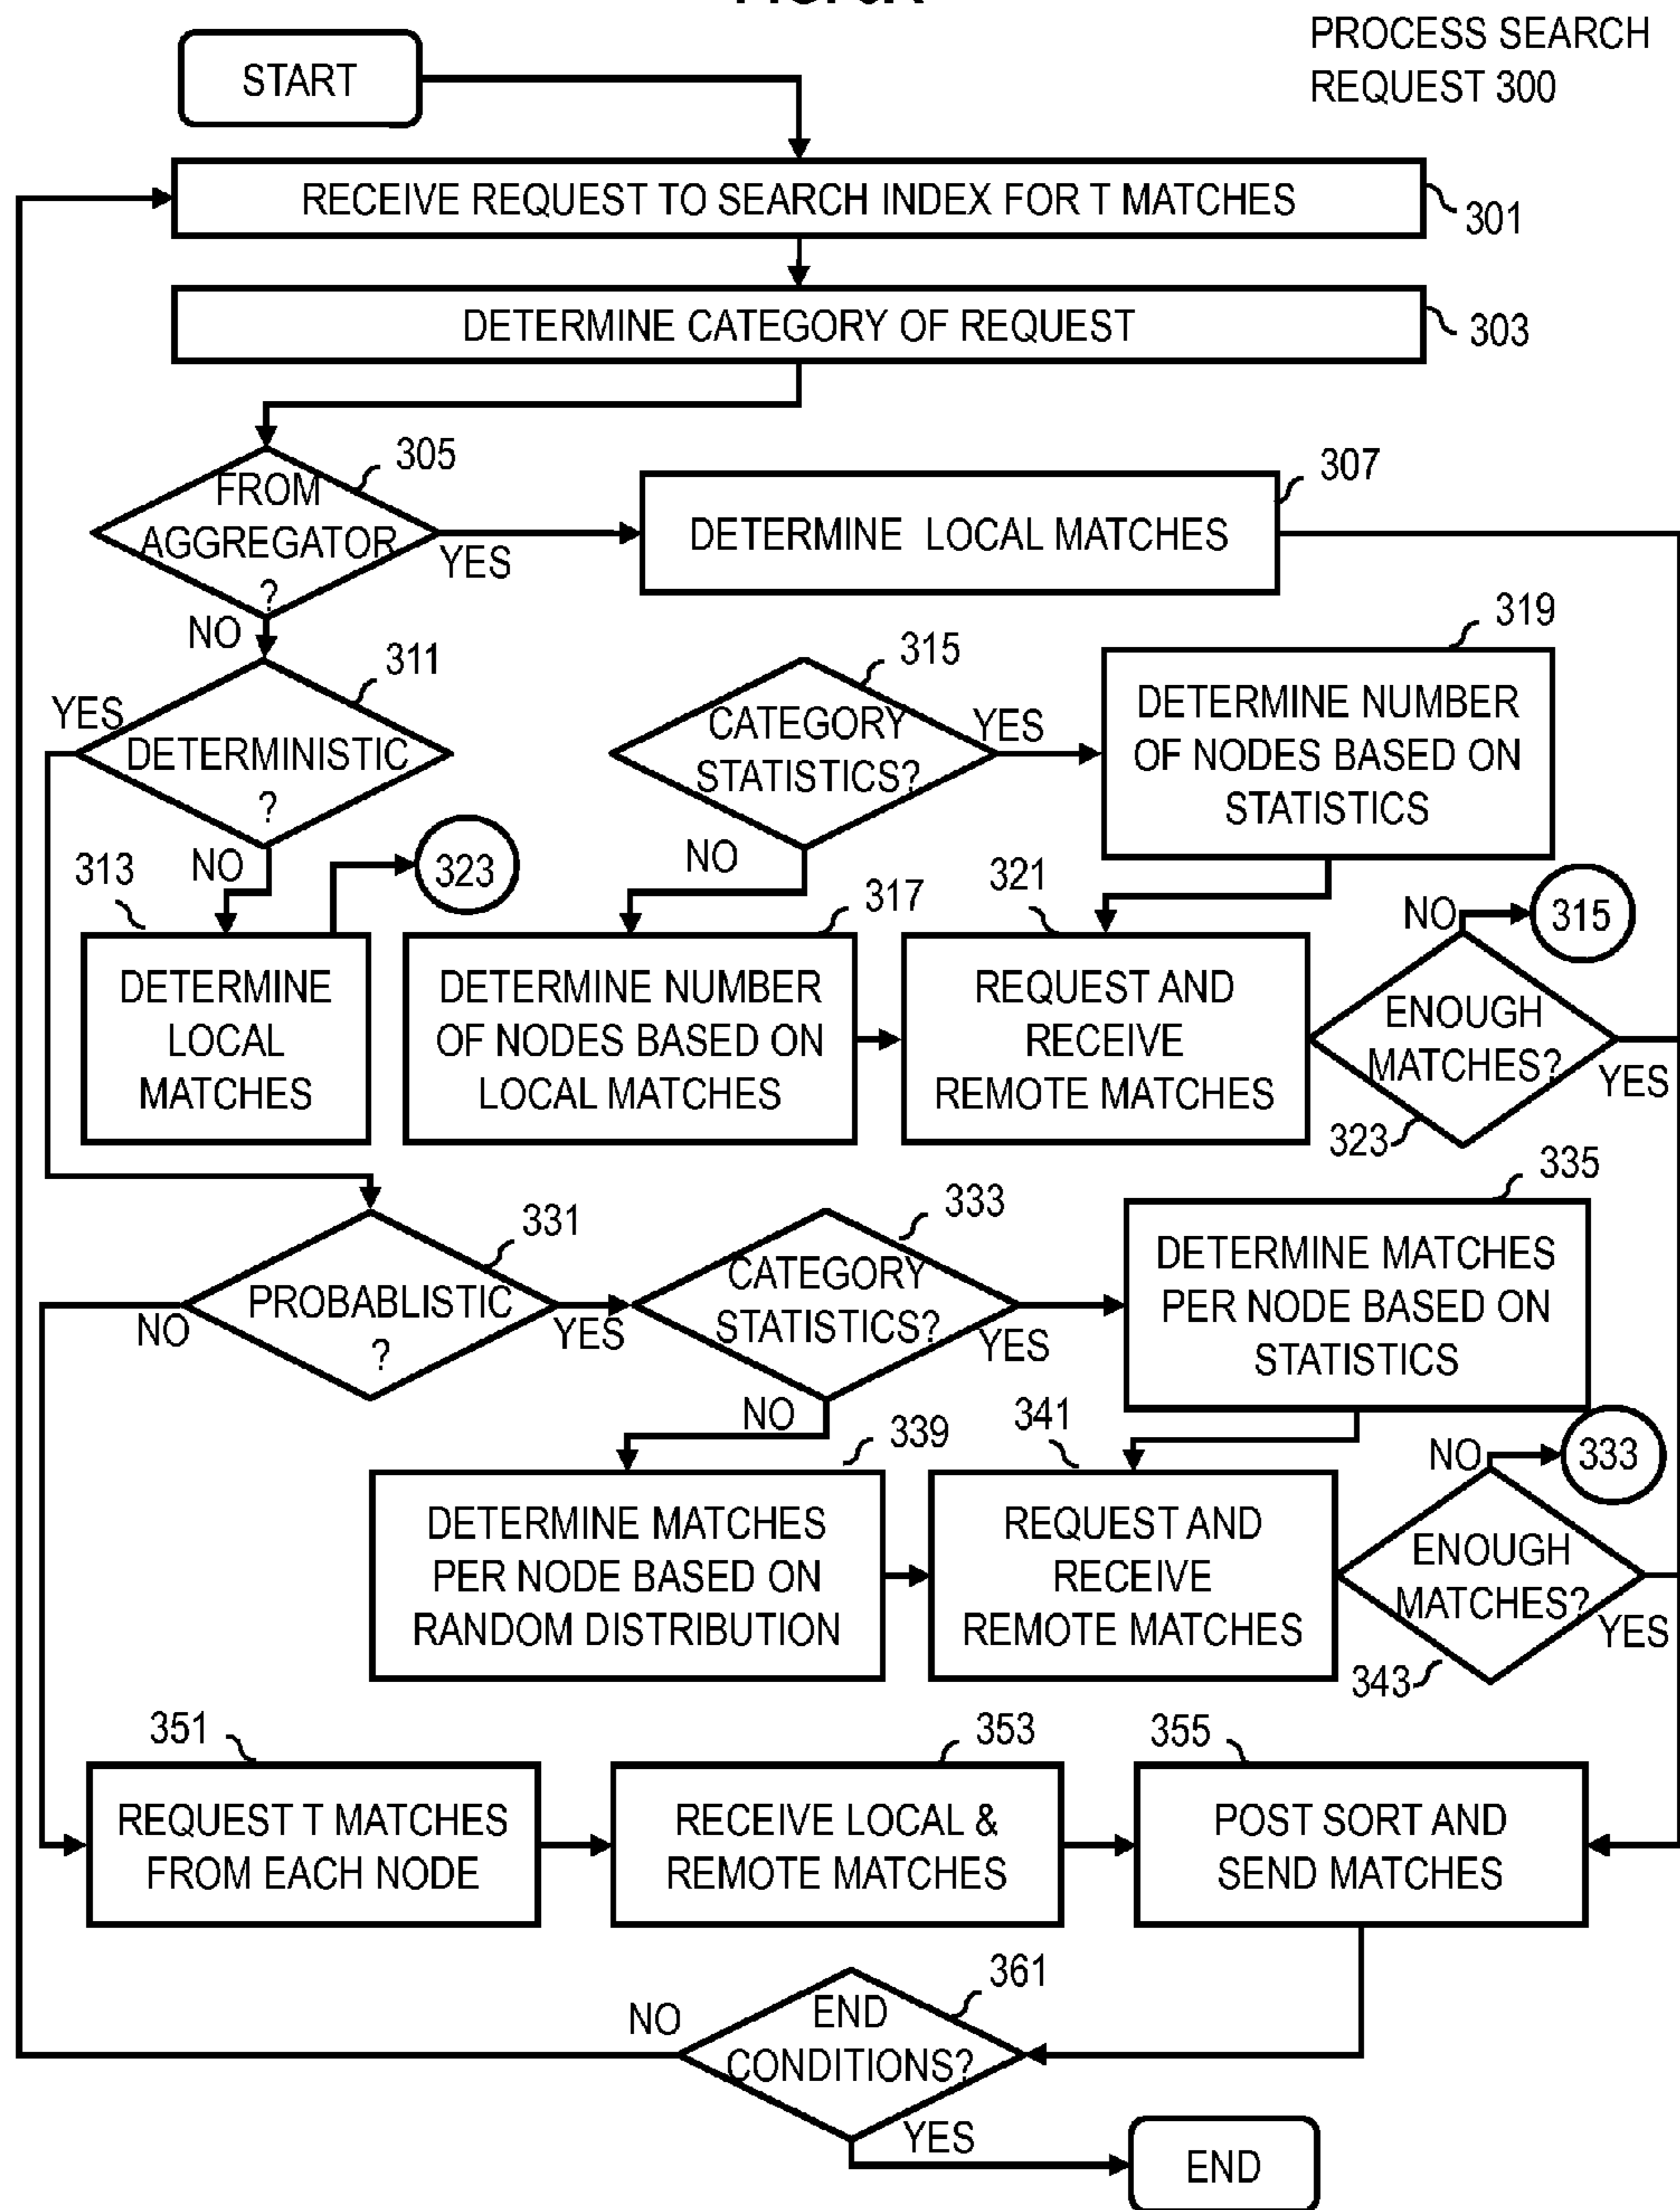 PROCESS SEARCH
REQUEST 300
START
RECEIVE REQUEST TO SEARCH INDEX FOR T MATCHES
301
DETERMINE CATEGORY OF REQUEST
303
305
FROM
AGGREGATOR
?
YES
NO
307
DETERMINE LOCAL MATCHES
311
YES
DETERMINISTIC
?
NO
313
DETERMINE
LOCAL
MATCHES
323
315
CATEGORY
STATISTICS?
YES
NO
319
DETERMINE NUMBER
OF NODES BASED ON
STATISTICS
317
DETERMINE NUMBER
OF NODES BASED ON
LOCAL MATCHES
321
REQUEST AND
RECEIVE
REMOTE MATCHES
NO
315
ENOUGH
MATCHES?
YES
323
331
PROBABLISTIC
?
NO
YES
333
CATEGORY
STATISTICS?
YES
NO
335
DETERMINE MATCHES
PER NODE BASED ON
STATISTICS
339
DETERMINE MATCHES
PER NODE BASED ON
RANDOM DISTRIBUTION
341
REQUEST AND
RECEIVE
REMOTE MATCHES
NO
333
ENOUGH
MATCHES?
YES
343
351
REQUEST T MATCHES
FROM EACH NODE
353
RECEIVE LOCAL &
REMOTE MATCHES
355
POST SORT AND
SEND MATCHES
361
NO
END
CONDITIONS?
YES
END